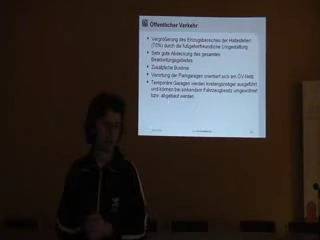 Öffentlicher Verkehr
Vergrößerung des Einzugsbereiches der Haltestellen
(70%) durch die fußgeherfreundliche Umgestaltung
Sehr gute Abdeckung des gesamten
Bearbeitungsgebietes
Zusätzliche Buslinie
Verortung der Parkgaragen orientiert sich am ÖV-Netz
Temporäre Garagen werden kostengünstiger ausgeführt
und können bei sinkendem Fahrzeugbesitz umgewidmet
bzw. abgebaut werden